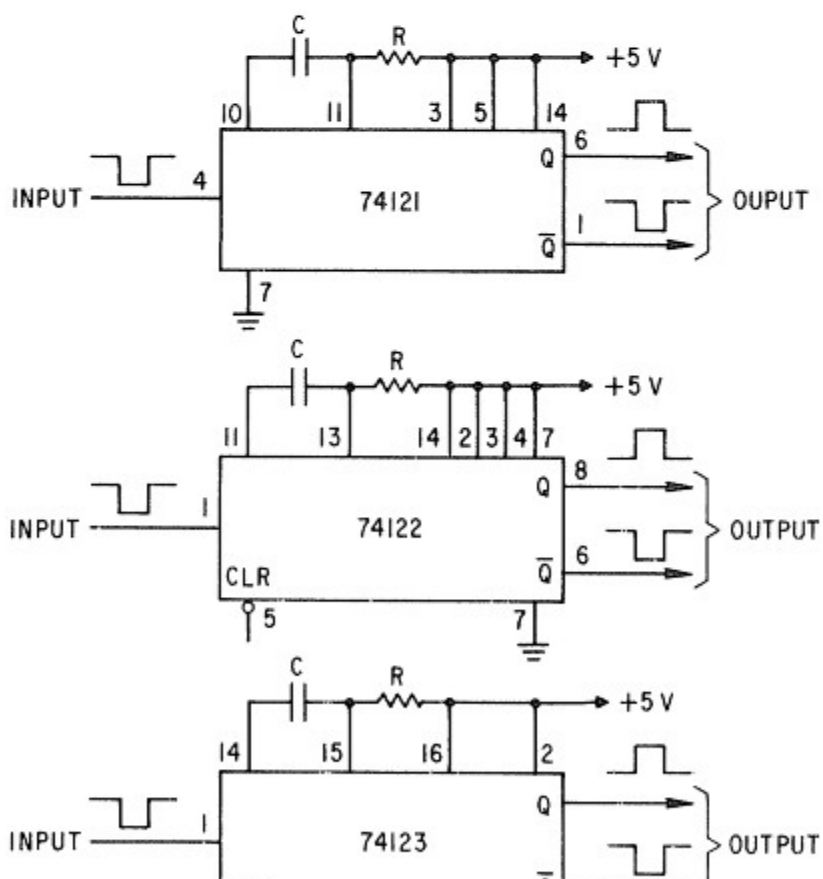 C
R
+5 V
10 11 3 5 14
INPUT 4
74121
Q 6
Q̅ 1
OUPUT
7
C
R
+5 V
11 13 14 2 3 4 7
INPUT 1
74122
Q 8
Q̅ 6
OUTPUT
CLR
5 7
C
R
+5 V
14 15 16 2
INPUT 1
74123
Q
OUTPUT